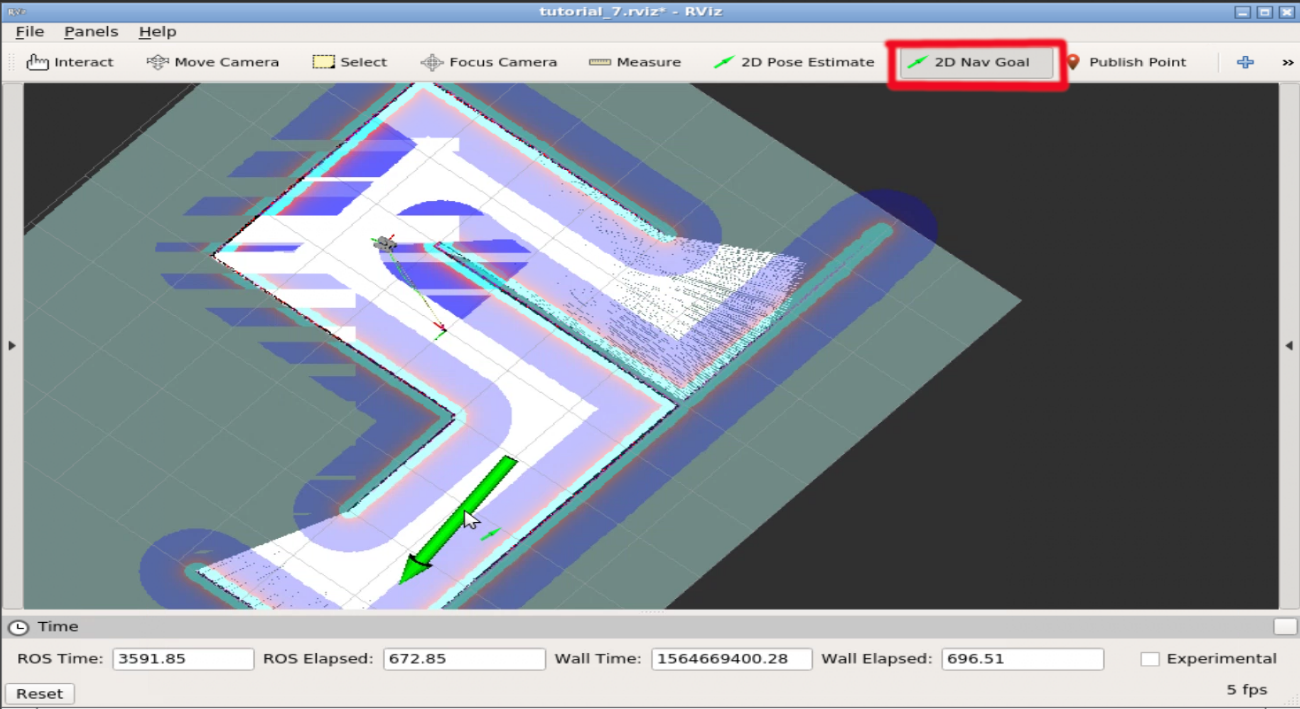 tutorial_7.rviz* - RViz
File Panels Help
Interact Move Camera Select Focus Camera Measure 2D Pose Estimate 2D Nav Goal Publish Point »
Time
ROS Time: 3591.85 ROS Elapsed: 672.85 Wall Time: 1564669400.28 Wall Elapsed: 696.51 Experimental
Reset 5 fps